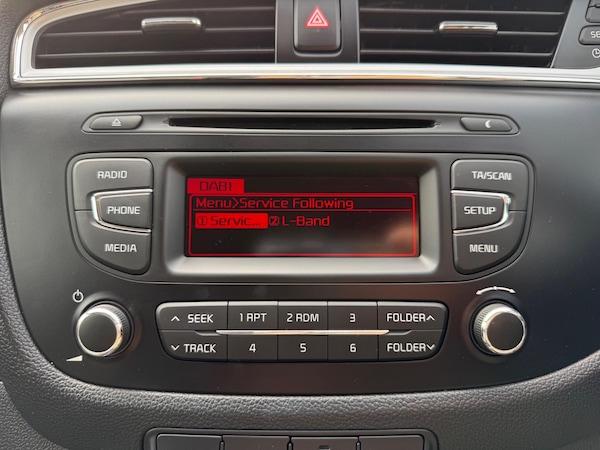 SE
RADIO
PHONE
MEDIA
DAB1
Menu>Service Following
① Servic... ② L-Band
TA/SCAN
SETUP
MENU
∧ SEEK 1 RPT 2 RDM 3 FOLDER ∧
∨ TRACK 4 5 6 FOLDER ∨